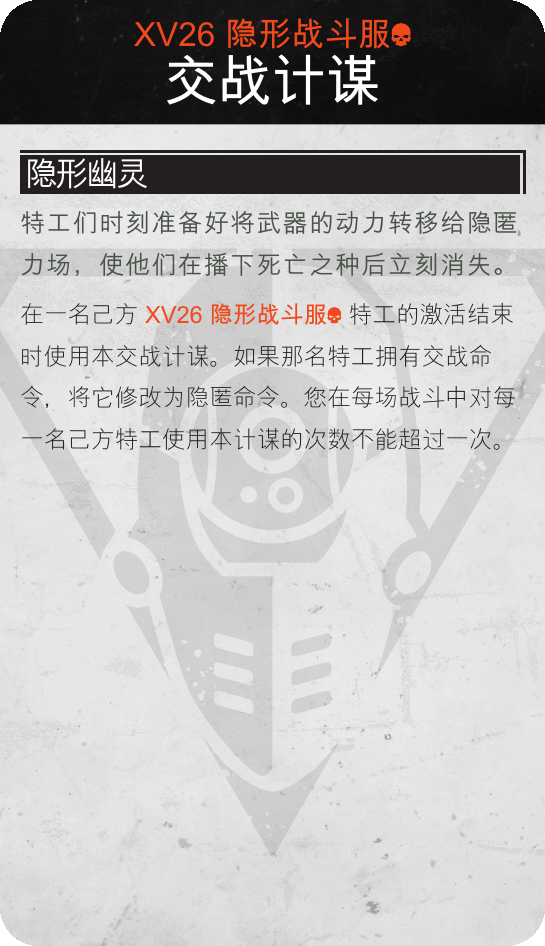 XV26 隐形战斗服
交战计谋
隐形幽灵
特工们时刻准备好将武器的动力转移给隐匿
力场，使他们在播下死亡之种后立刻消失。
在一名己方 XV26 隐形战斗服 特工的激活结束
时使用本交战计谋。如果那名特工拥有交战命
令，将它修改为隐匿命令。您在每场战斗中对每
一名己方特工使用本计谋的次数不能超过一次。